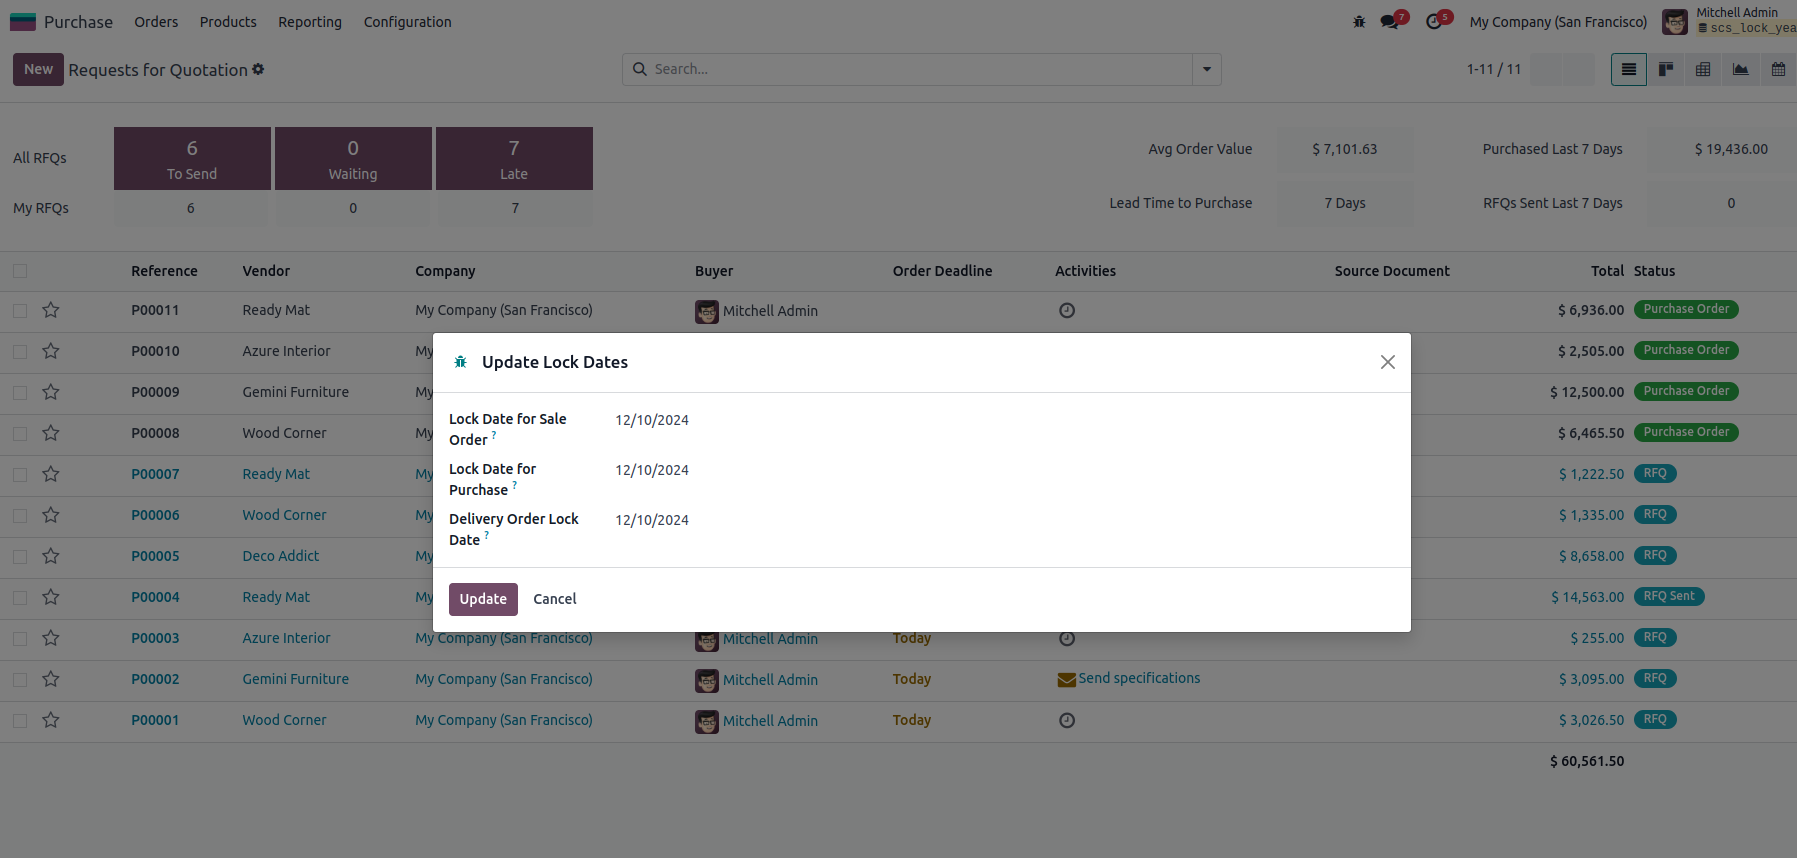 Purchase Orders Products Reporting Configuration 7 5 My Company (San Francisco) Mitchell Admin
scs_lock_yea
New Requests for Quotation Search... 1-11 / 11
All RFQs 6 To Send 0 Waiting 7 Late Avg Order Value $ 7,101.63 Purchased Last 7 Days $ 19,436.00
My RFQs 6 0 7 Lead Time to Purchase 7 Days RFQs Sent Last 7 Days 0
Reference Vendor Company Buyer Order Deadline Activities Source Document Total Status
P00011 Ready Mat My Company (San Francisco) Mitchell Admin $ 6,936.00 Purchase Order
P00010 Azure Interior My $ 2,505.00 Purchase Order
P00009 Gemini Furniture My $ 12,500.00 Purchase Order
P00008 Wood Corner My $ 6,465.50 Purchase Order
P00007 Ready Mat My $ 1,222.50 RFQ
P00006 Wood Corner My $ 1,335.00 RFQ
P00005 Deco Addict My $ 8,658.00 RFQ
P00004 Ready Mat My $ 14,563.00 RFQ Sent
P00003 Azure Interior My Company (San Francisco) Mitchell Admin Today $ 255.00 RFQ
P00002 Gemini Furniture My Company (San Francisco) Mitchell Admin Today Send specifications $ 3,095.00 RFQ
P00001 Wood Corner My Company (San Francisco) Mitchell Admin Today $ 3,026.50 RFQ
$ 60,561.50
Update Lock Dates
Lock Date for Sale
Order ? 12/10/2024
Lock Date for
Purchase ? 12/10/2024
Delivery Order Lock
Date ? 12/10/2024
Update Cancel